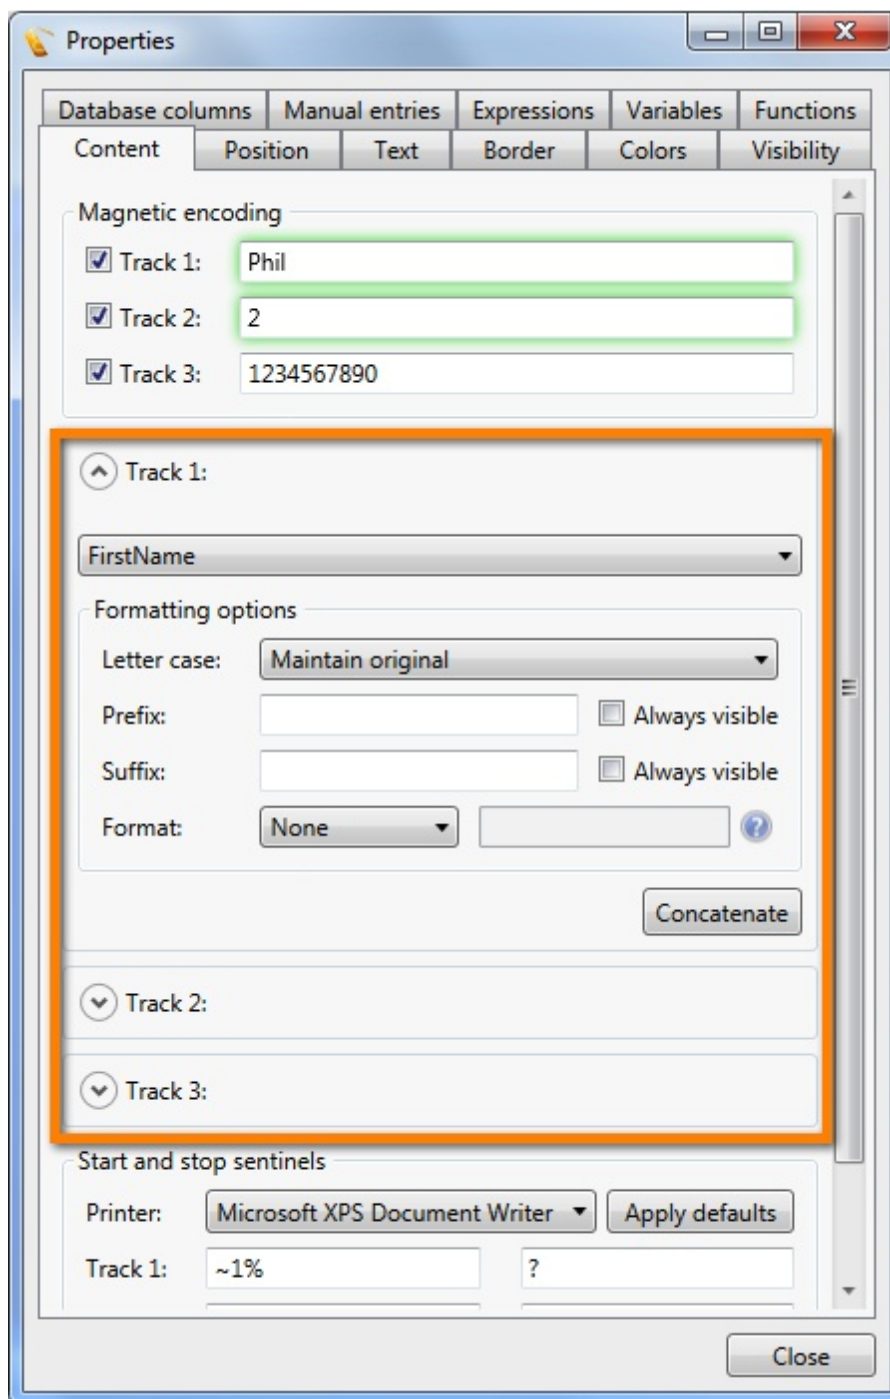 Properties
Database columns Manual entries Expressions Variables Functions
Content Position Text Border Colors Visibility
Magnetic encoding
Track 1: Phil
Track 2: 2
Track 3: 1234567890
Track 1:
FirstName
Formatting options
Letter case: Maintain original
Prefix: Always visible
Suffix: Always visible
Format: None ?
Concatenate
Track 2:
Track 3:
Start and stop sentinels
Printer: Microsoft XPS Document Writer Apply defaults
Track 1: ~1% ?
Close